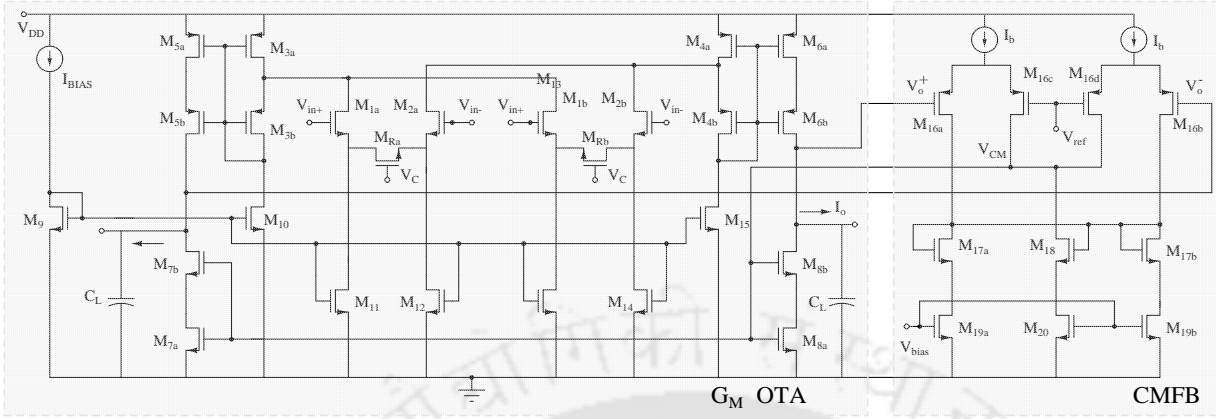 V_DD
I_BIAS
M_5a
M_3a
M_4a
M_6a
I_b
I_b
M_13
V_in+
M_1a
M_2a
V_in-
V_in+
M_1b
M_2b
V_in-
M_5b
M_3b
M_4b
M_6b
M_Ra
M_Rb
V_C
V_C
V_o^+
M_16c
M_16d
V_o^-
M_16a
M_16b
V_ref
V_CM
M_9
M_10
M_15
I_o
M_7b
M_8b
C_L
C_L
M_11
M_12
M_14
M_7a
M_8a
M_17a
M_18
M_17b
M_19a
M_20
M_19b
V_bias
G_M OTA
CMFB